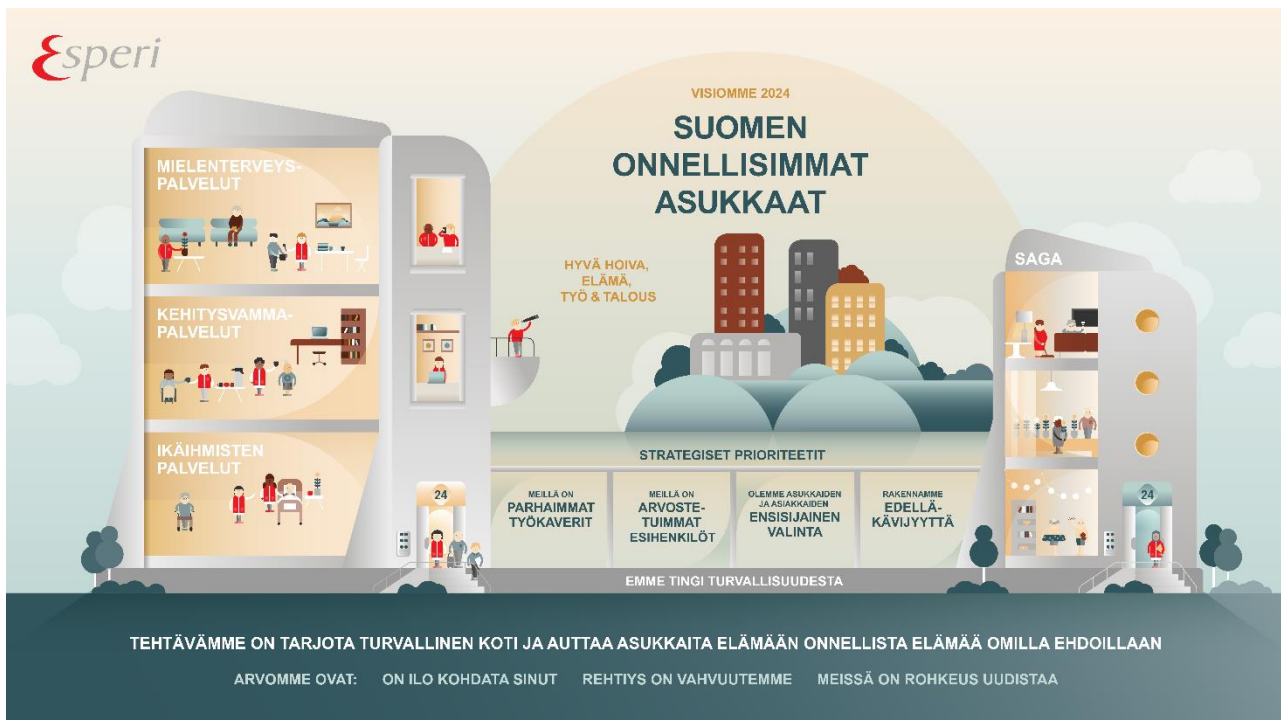 Esperi
VISIOMME 2024
SUOMEN
ONNELLISIMMAT
ASUKKAAT
HYVÄ HOIVA,
ELÄMÄ,
TYÖ & TALOUS
MIELENTERVEYS-
PALVELUT
KEHITYSVAMMA-
PALVELUT
IKÄIHMISTEN
PALVELUT
24
SAGA
24
STRATEGISET PRIORITEETIT
MEILLÄ ON
PARHAIMMAT
TYÖKAVERIT
MEILLÄ ON
ARVOSTE-
TUIMMAT
ESIHENKILÖT
OLEMME ASUKKAIDEN
JA ASIAKKAIDEN
ENSISIJAINEN
VALINTA
RAKENNAMME
EDELLÄ-
KÄVIJYYTTÄ
EMME TINGI TURVALLISUUDESTA
TEHTÄVÄMME ON TARJOTA TURVALLINEN KOTI JA AUTTAA ASUKKAITA ELÄMÄÄN ONNELLISTA ELÄMÄÄ OMILLA EHDOILLAAN
ARVOMME OVAT: ON ILO KOHDATA SINUT REHTIYS ON VAHVUUTEMME MEISSÄ ON ROHKEUS UUDISTAA